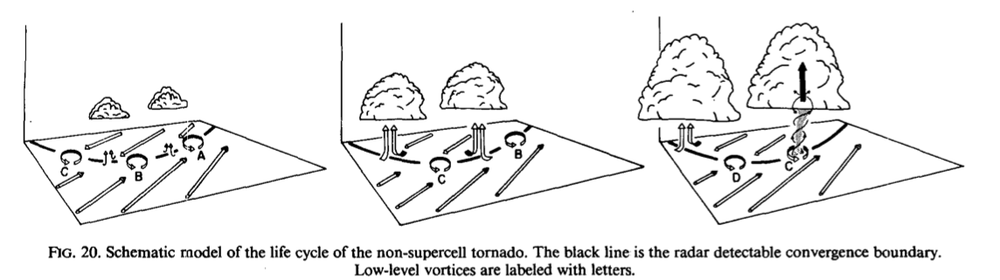 C B A
C B
D C
FIG. 20. Schematic model of the life cycle of the non-supercell tornado. The black line is the radar detectable convergence boundary.
Low-level vortices are labeled with letters.